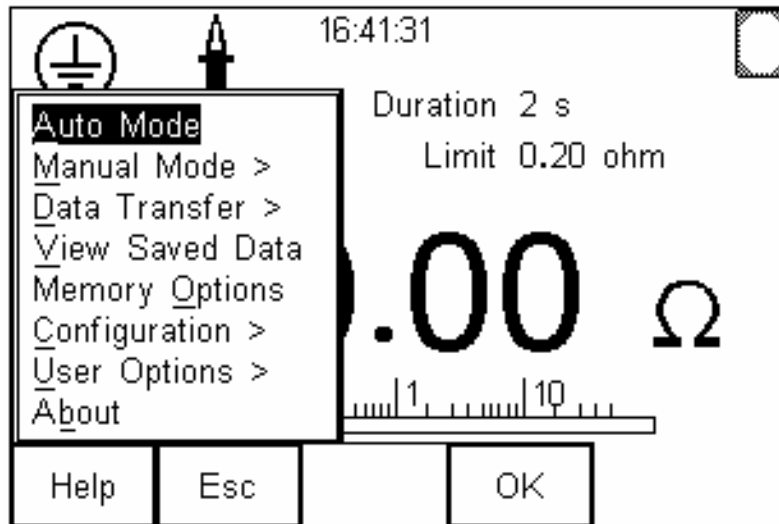 16:41:31
Duration 2 s
Limit 0.20 ohm
Auto Mode
Manual Mode >
Data Transfer >
View Saved Data
Memory Options
Configuration >
User Options >
About
.00 Ω
1 10
Help Esc OK